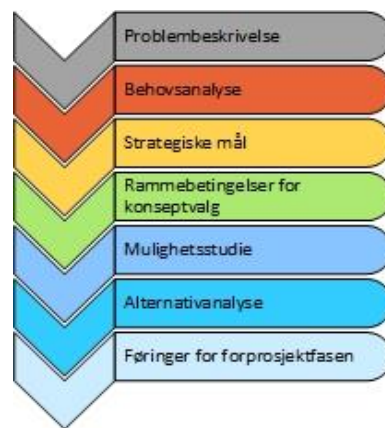 Problembeskrivelse
Behovsanalyse
Strategiske mål
Rammebetingelser for
konseptvalg
Mulighetsstudie
Alternativanalyse
Føringer for forprosjektfasen